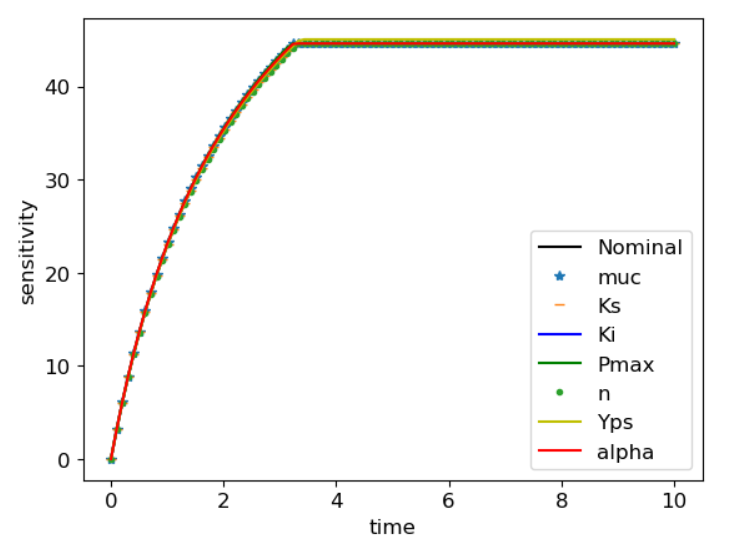 sensitivity
40
30
20
10
0
0 2 4 6 8 10
time
Nominal
muc
Ks
Ki
Pmax
n
Yps
alpha